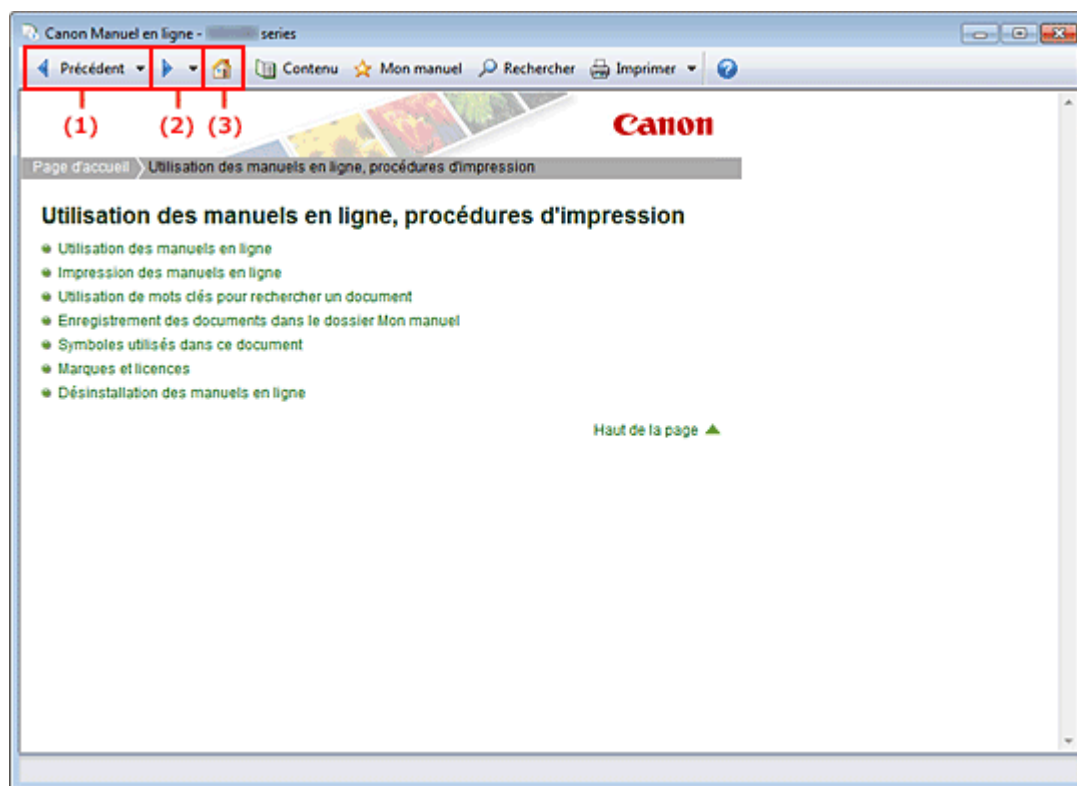 Canon Manuel en ligne - series
Précédent Contenu Mon manuel Rechercher Imprimer
(1) (2) (3)
Canon
Page d'accueil Utilisation des manuels en ligne, procédures d'impression
Utilisation des manuels en ligne, procédures d'impression
Utilisation des manuels en ligne
Impression des manuels en ligne
Utilisation de mots clés pour rechercher un document
Enregistrement des documents dans le dossier Mon manuel
Symboles utilisés dans ce document
Marques et licences
Désinstallation des manuels en ligne
Haut de la page